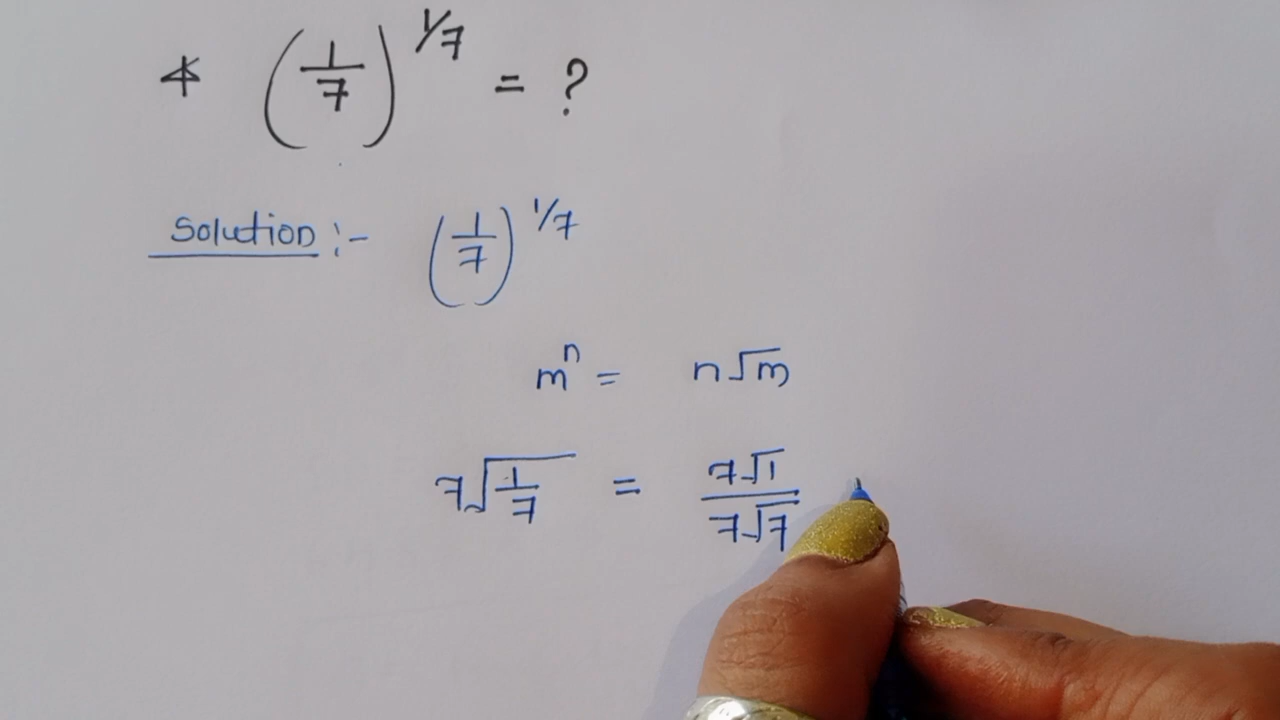 * (1/7)^1/7 = ?
Solution :- (1/7)^1/7
m^n = n√m
7√1/7 = 7√1/7√7